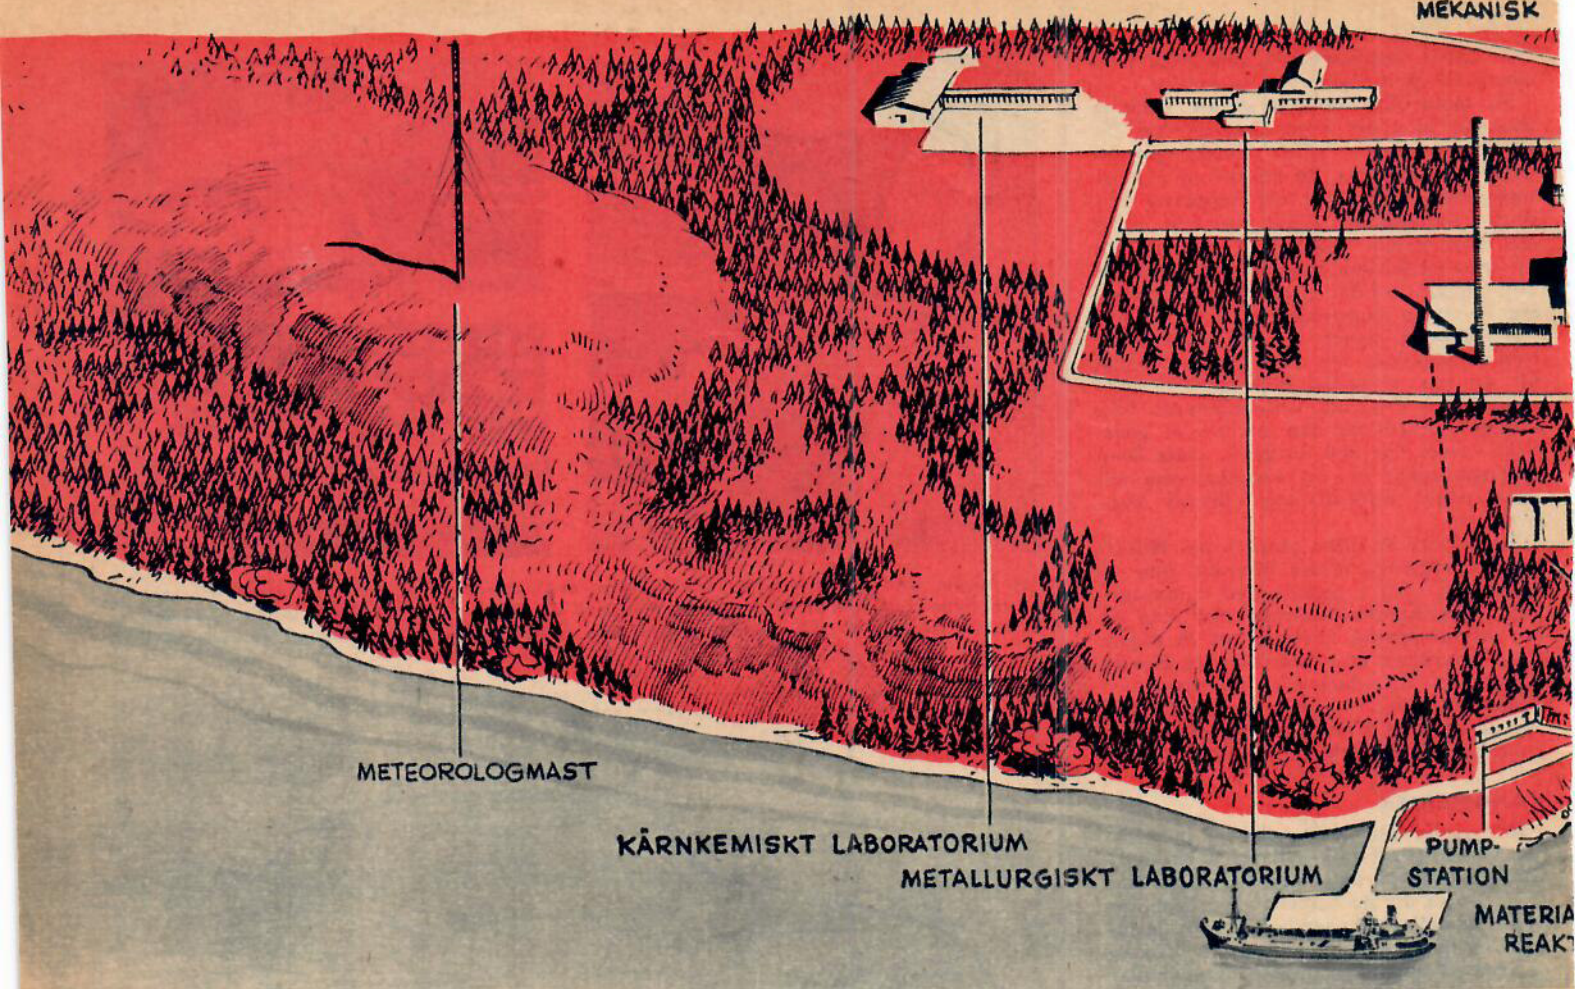 MEKANISK
METEOROLOGMAST
KÄRNKEMISKT LABORATORIUM
METALLURGISKT LABORATORIUM
PUMP-
STATION
MATERIA
REAKT